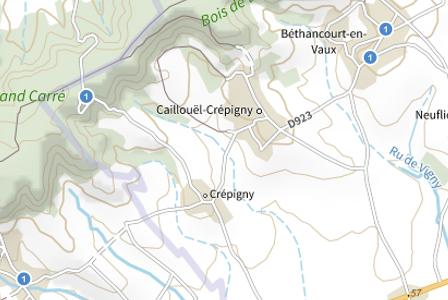 Bois de
Béthancourt-en-
Vaux
1
1
and Carré
1
Caillouël-Crépigny
D923
Neuflie
Ru de Vigny
Crépigny
1
57